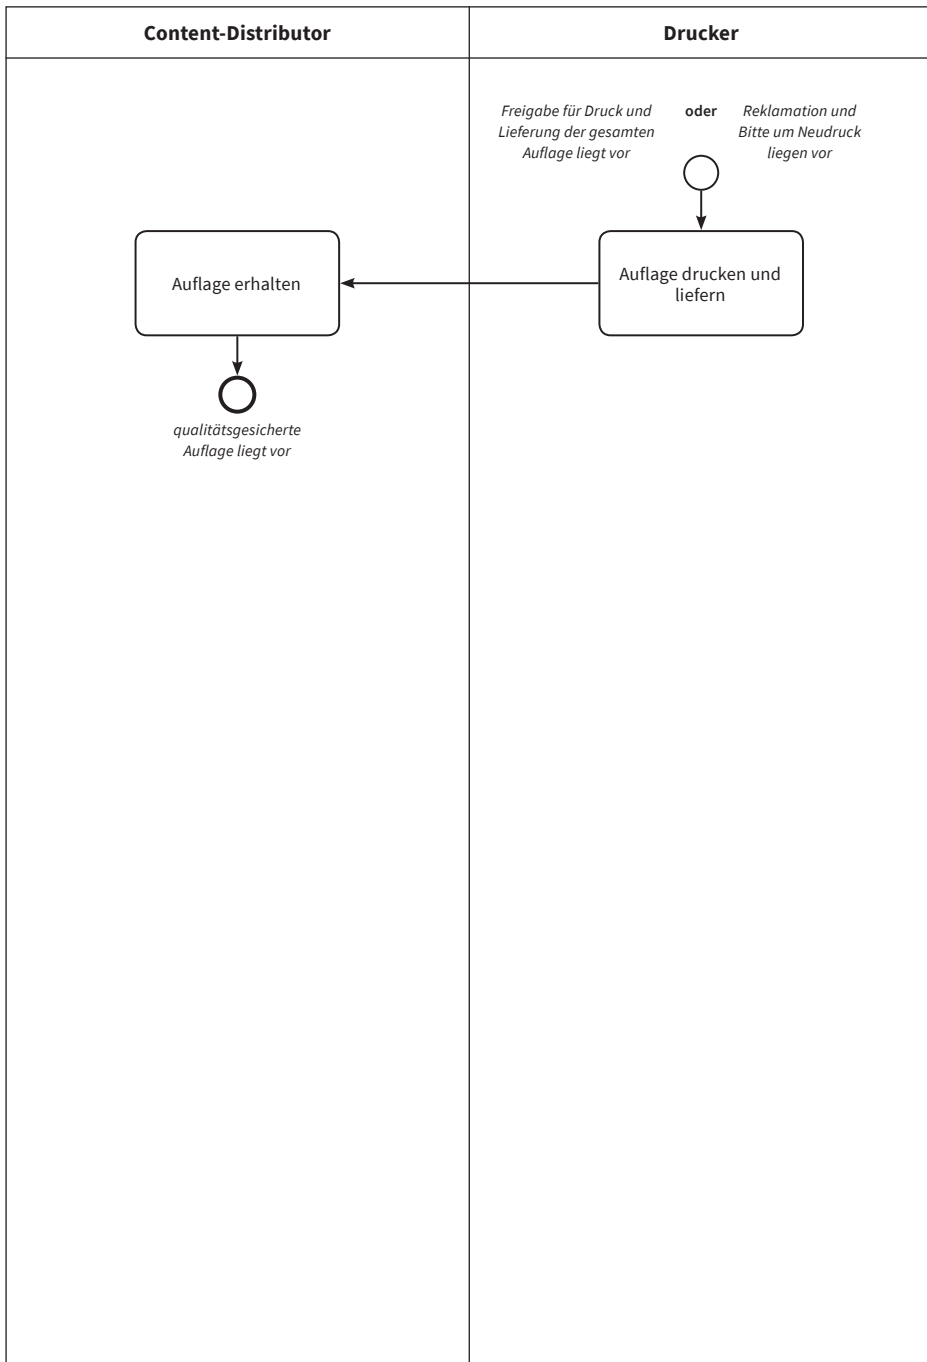 Content-Distributor
Drucker
Freigabe für Druck und
Lieferung der gesamten
Auflage liegt vor
oder
Reklamation und
Bitte um Neudruck
liegen vor
Auflage erhalten
Auflage drucken und
liefern
qualitätsgesicherte
Auflage liegt vor